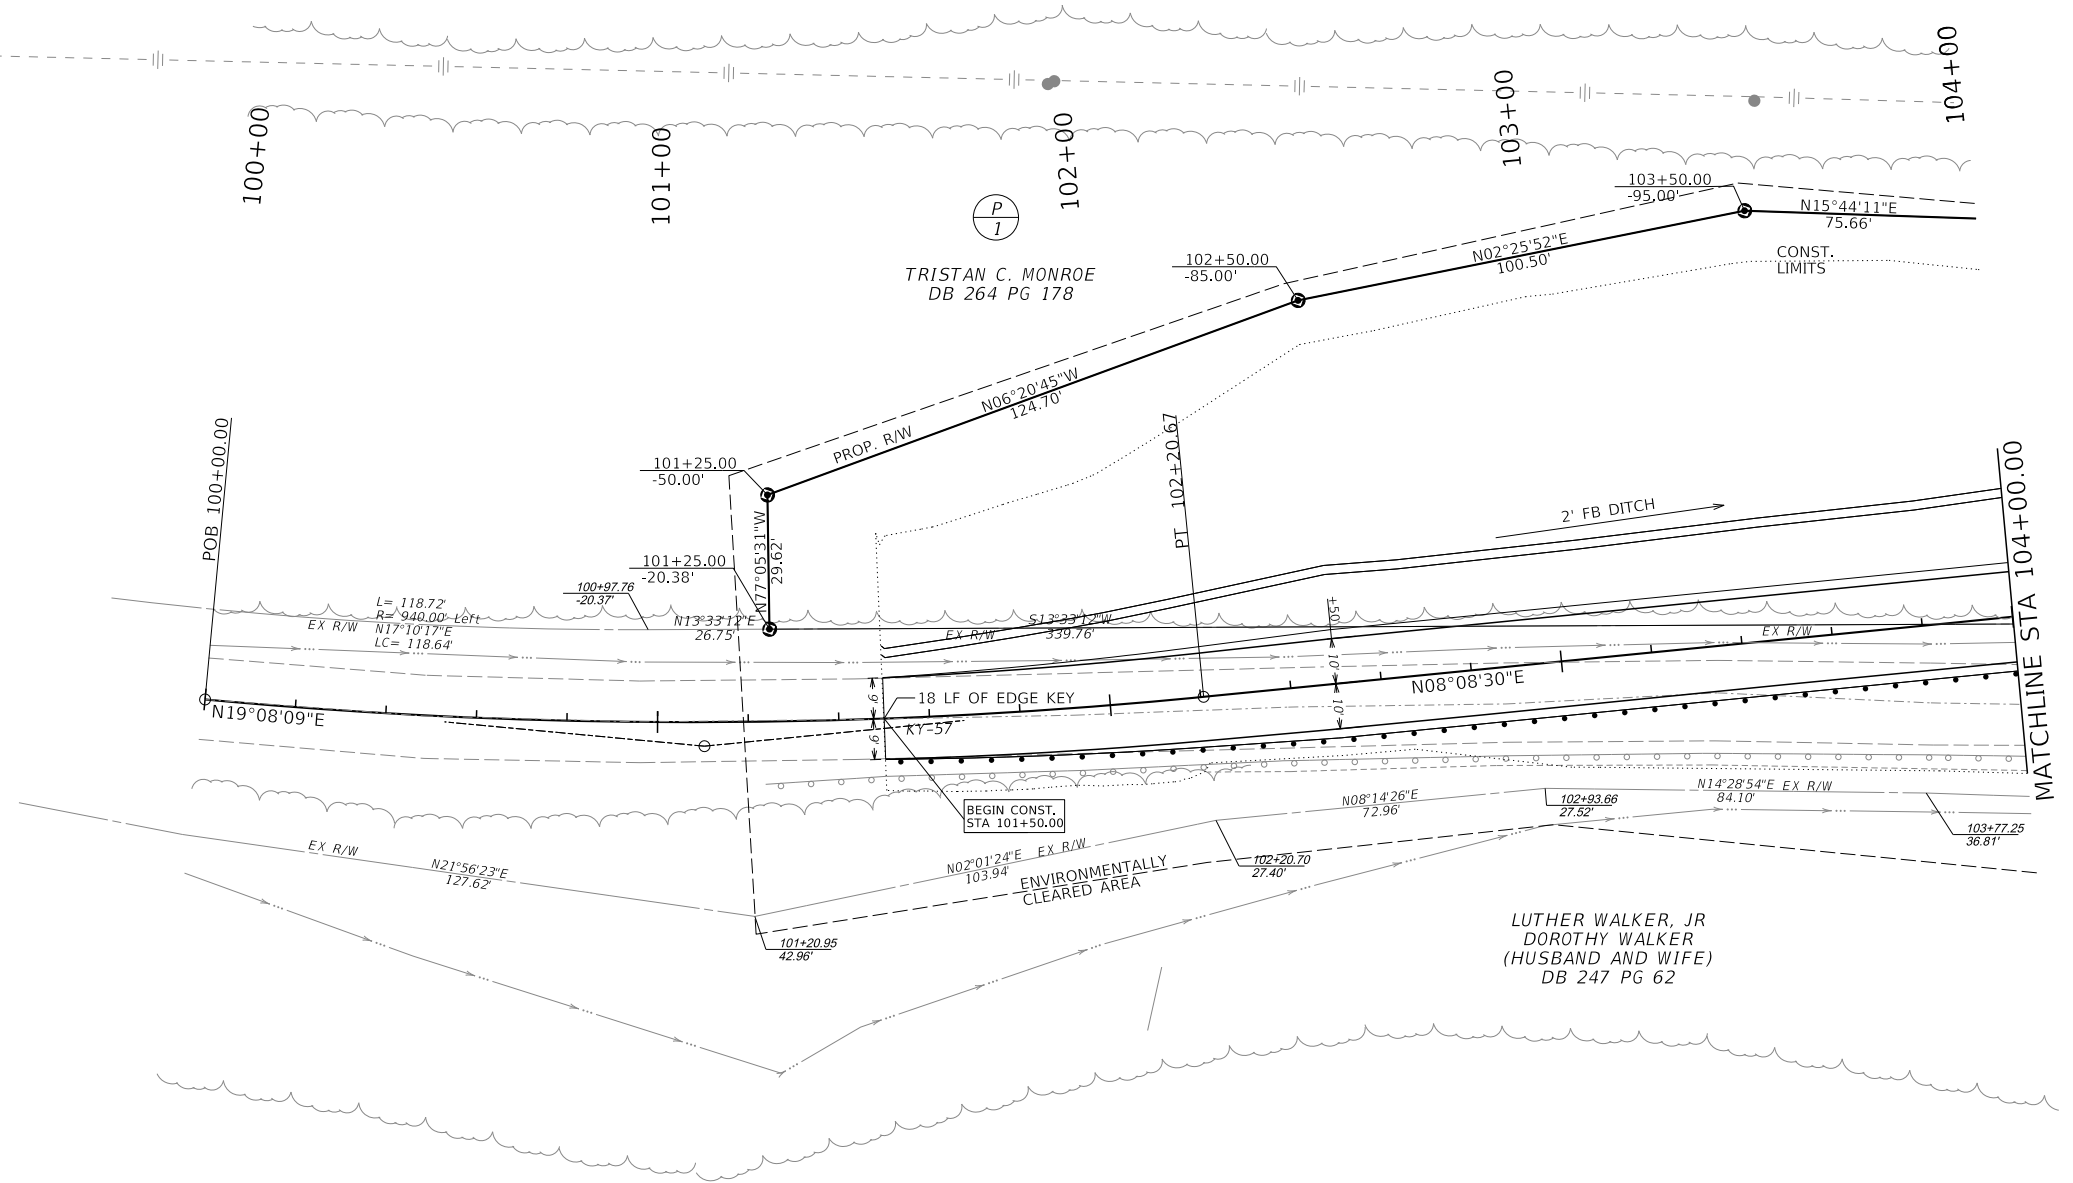 100+00
101+00
102+00
103+00
104+00
P
1
TRISTAN C. MONROE
DB 264 PG 178
103+50.00
-95.00'
N15°44'11"E
75.66'
CONST.
LIMITS
102+50.00
-85.00'
N02°25'52"E
100.50'
N06°20'45"W
124.70'
PROP. R/W
101+25.00
-50.00'
N77°05'31"W
29.62'
101+25.00
-20.38'
100+97.76
-20.37'
POB 100+00.00
PT 102+20.67
2' FB DITCH
MATCHLINE STA 104+00.00
EX R/W
L= 118.72'
R= 940.00' Left
N17°10'17"E
LC= 118.64'
N13°33'12"E
26.75'
EX R/W
S13°33'12"W
339.76'
+50
EX R/W
10'
10'
9'
9'
18 LF OF EDGE KEY
N08°08'30"E
N19°08'09"E
KY-57
BEGIN CONST.
STA 101+50.00
EX R/W
N21°56'23"E
127.62'
N02°01'24"E EX R/W
103.94'
N08°14'26"E
72.96'
102+93.66
27.52'
N14°28'54"E EX R/W
84.10'
103+77.25
36.81'
102+20.70
27.40'
ENVIRONMENTALLY
CLEARED AREA
101+20.95
42.96'
LUTHER WALKER, JR
DOROTHY WALKER
(HUSBAND AND WIFE)
DB 247 PG 62